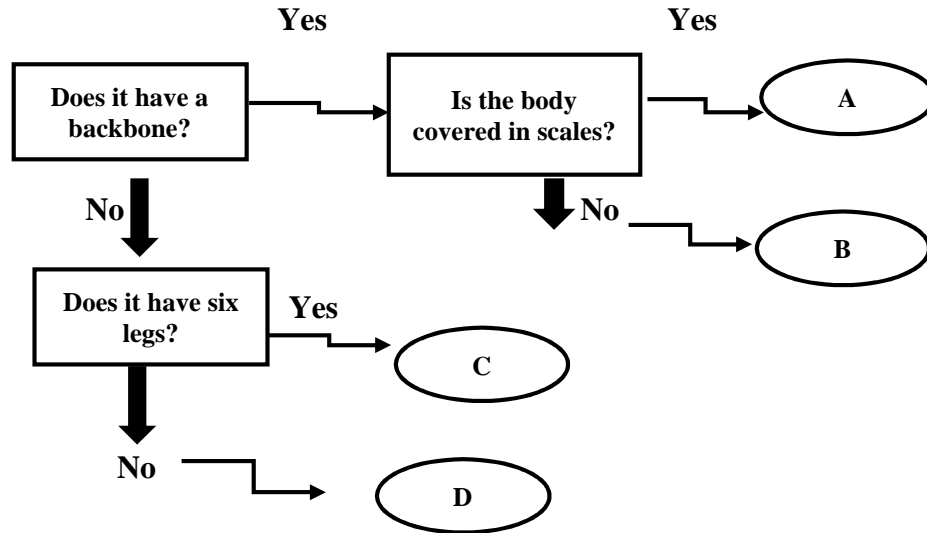 Yes
Yes
Does it have a
backbone?
Is the body
covered in scales?
A
No
No
B
Does it have six
legs?
Yes
C
No
D